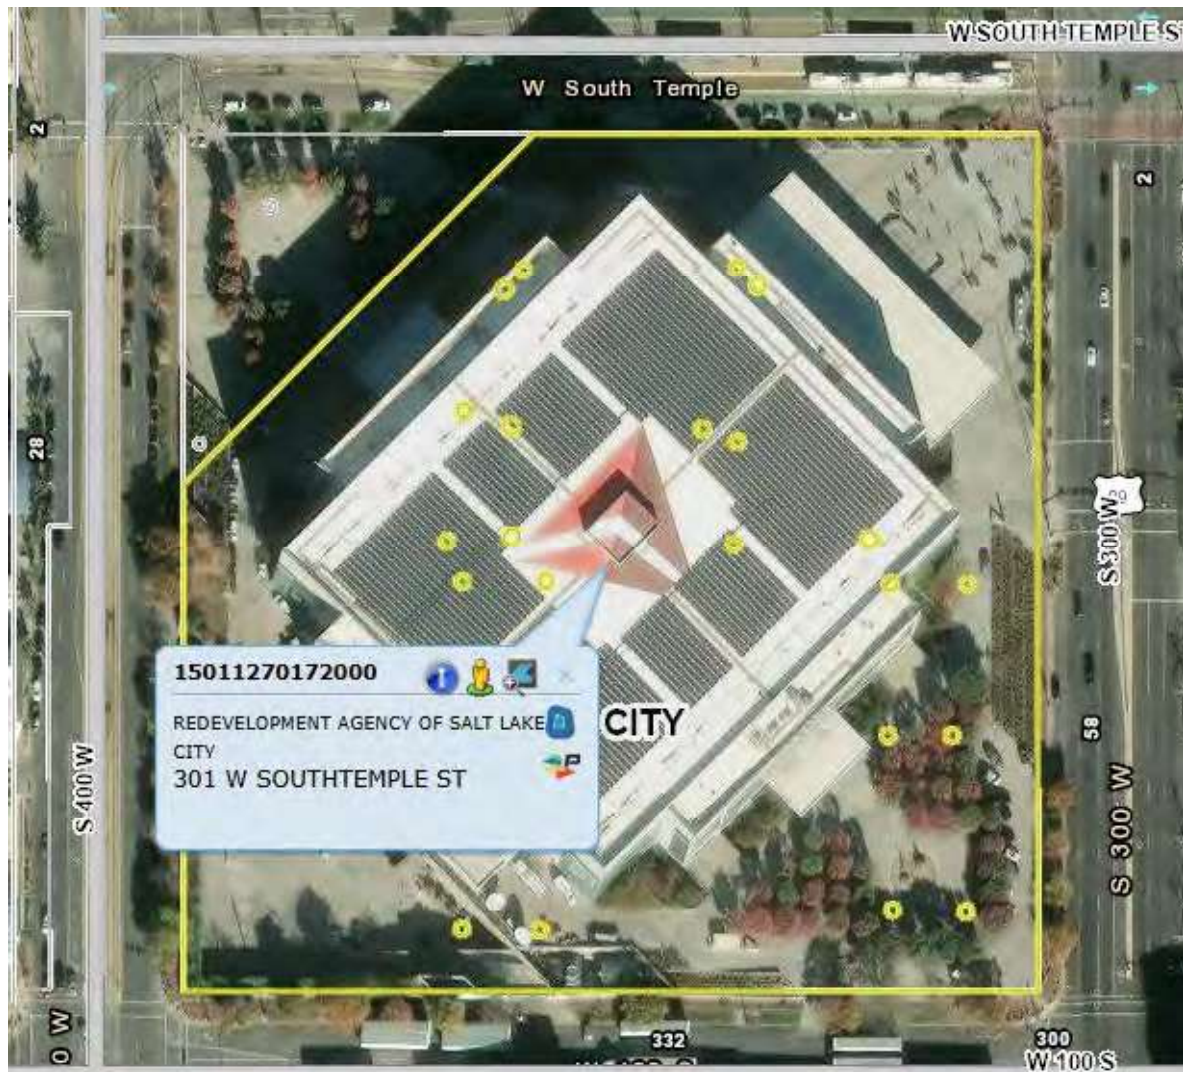 W SOUTH TEMPLE ST
W South Temple
2
2
28
S 300 W
15011270172000
REDEVELOPMENT AGENCY OF SALT LAKE
CITY
301 W SOUTHTEMPLE ST
CITY
58
S 400 W
S 300 W
332
300
W 100 S